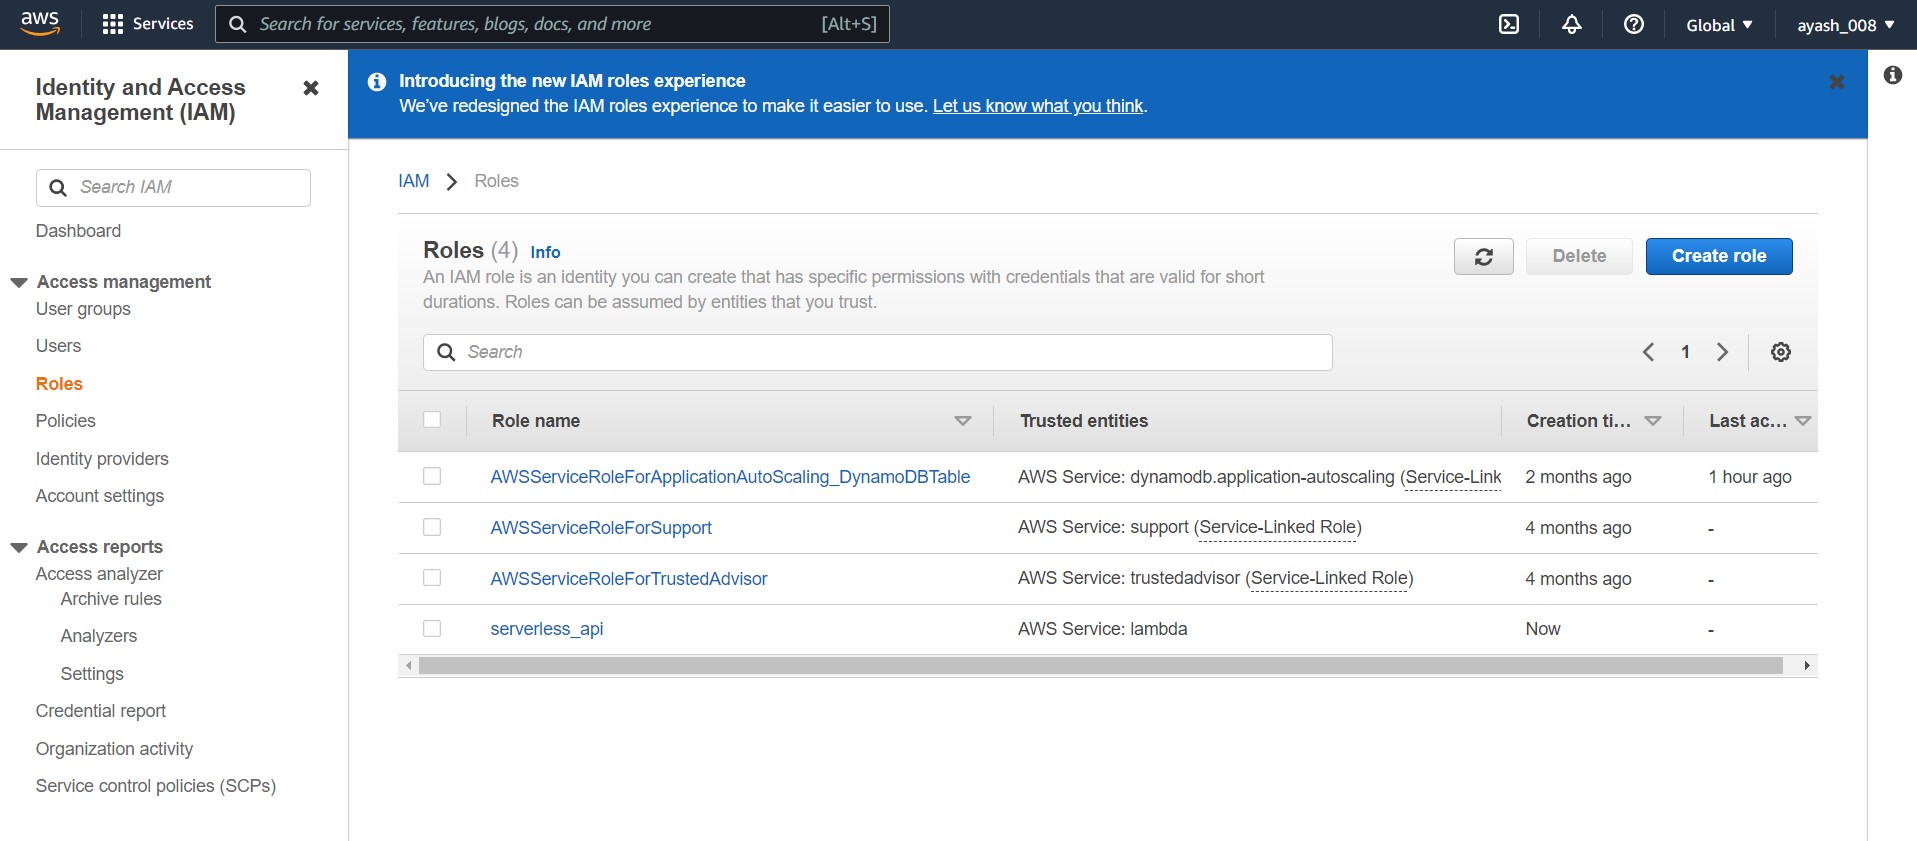 aws
Services
Search for services, features, blogs, docs, and more
[Alt+S]
Global
ayash_008
Identity and Access
Management (IAM)
Search IAM
Dashboard
Access management
User groups
Users
Roles
Policies
Identity providers
Account settings
Access reports
Access analyzer
Archive rules
Analyzers
Settings
Credential report
Organization activity
Service control policies (SCPs)
Introducing the new IAM roles experience
We've redesigned the IAM roles experience to make it easier to use. Let us know what you think.
IAM > Roles
Roles (4) Info
An IAM role is an identity you can create that has specific permissions with credentials that are valid for short
durations. Roles can be assumed by entities that you trust.
Delete
Create role
Search
1
Role name Trusted entities Creation ti... Last ac...
AWSServiceRoleForApplicationAutoScaling_DynamoDBTable AWS Service: dynamodb.application-autoscaling (Service-Link 2 months ago 1 hour ago
AWSServiceRoleForSupport AWS Service: support (Service-Linked Role) 4 months ago -
AWSServiceRoleForTrustedAdvisor AWS Service: trustedadvisor (Service-Linked Role) 4 months ago -
serverless_api AWS Service: lambda Now -